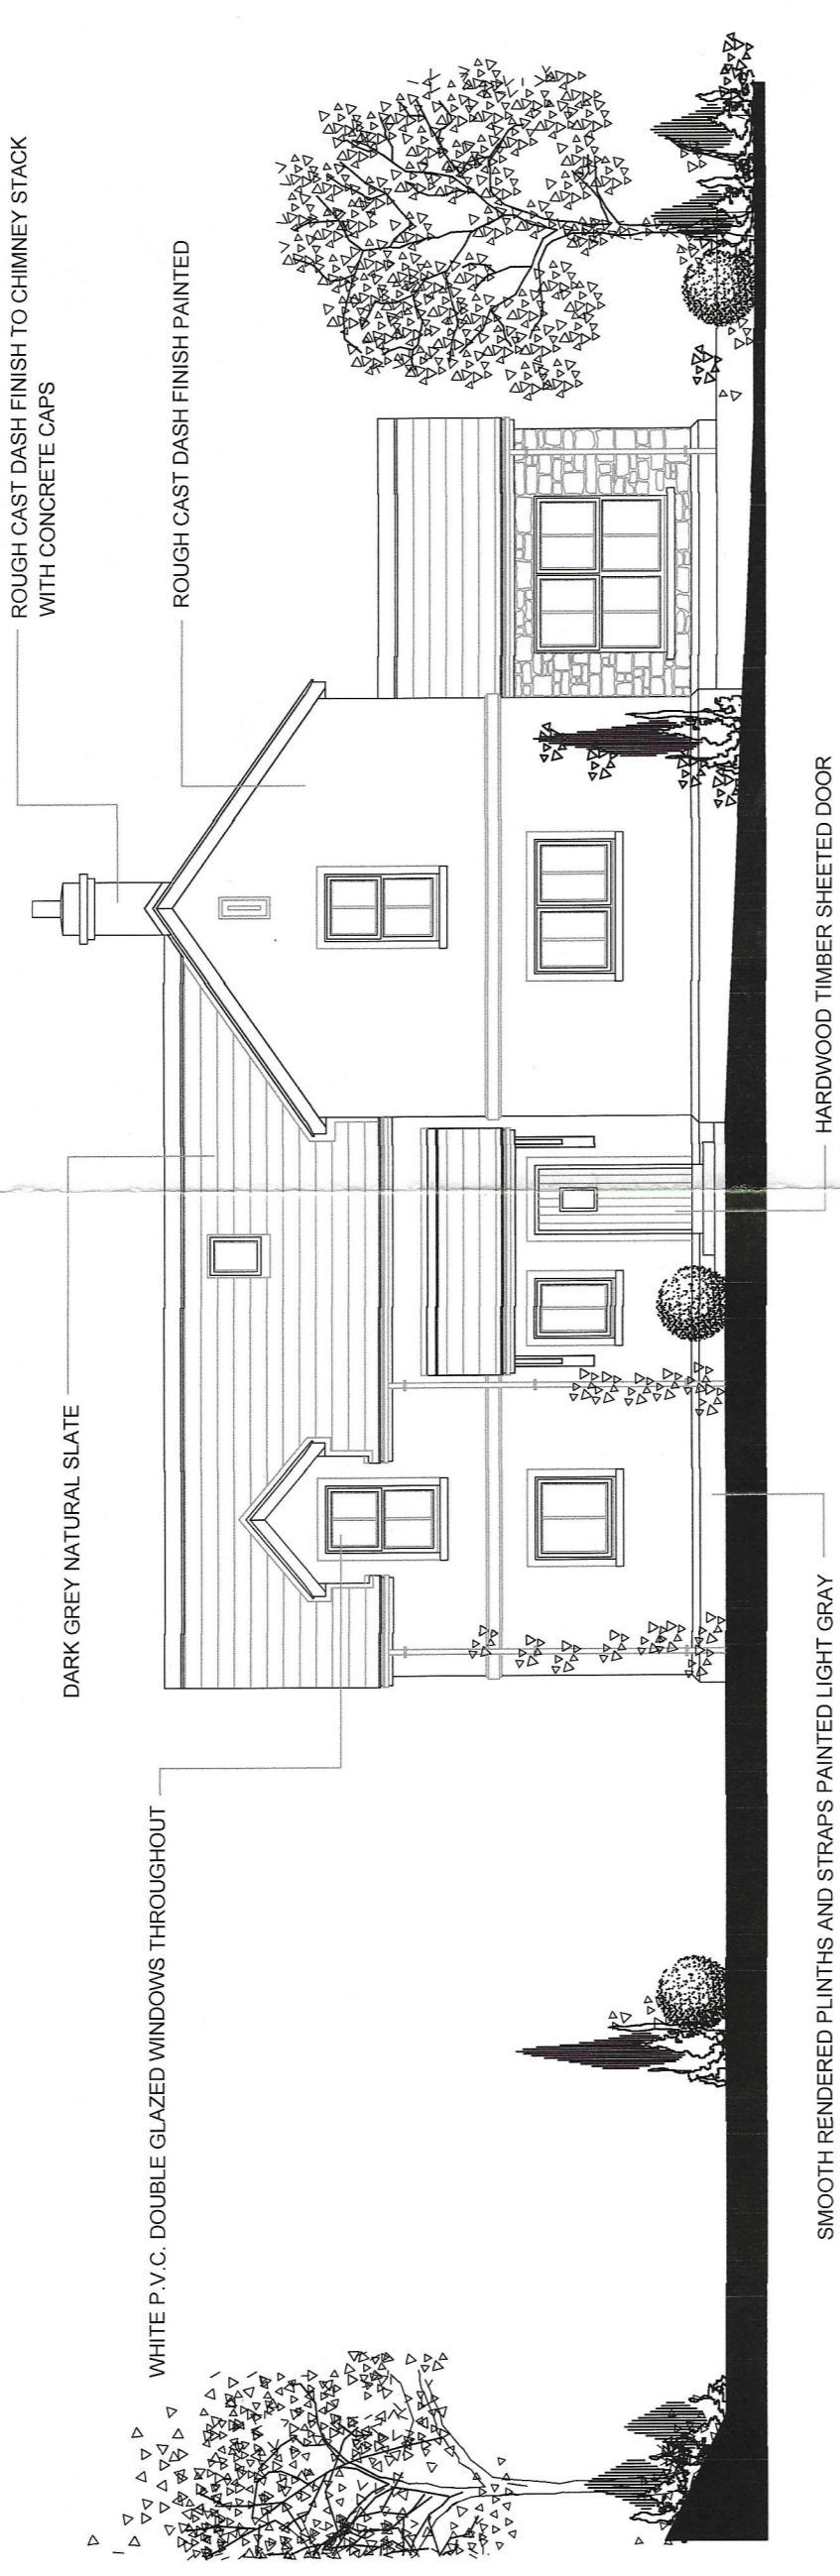 ROUGH CAST DASH FINISH TO CHIMNEY STACK
WITH CONCRETE CAPS
ROUGH CAST DASH FINISH PAINTED
DARK GREY NATURAL SLATE
WHITE P.V.C. DOUBLE GLAZED WINDOWS THROUGHOUT
HARDWOOD TIMBER SHEETED DOOR
SMOOTH RENDERED PLINTHS AND STRAPS PAINTED LIGHT GRAY